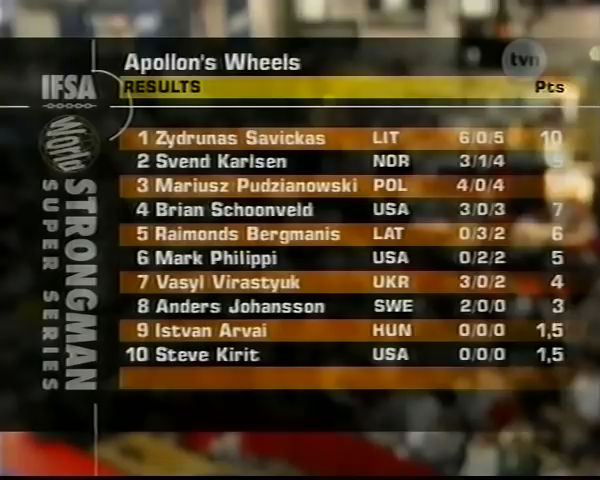 Apollon's Wheels
tvn
IFSA
RESULTS Pts
World
STRONGMAN
SUPER SERIES
1 Zydrunas Savickas LIT 6/0/5 10
2 Svend Karlsen NOR 3/1/4
3 Mariusz Pudzianowski POL 4/0/4
4 Brian Schoonveld USA 3/0/3 7
5 Raimonds Bergmanis LAT 0/3/2 6
6 Mark Philippi USA 0/2/2 5
7 Vasyl Virastyuk UKR 3/0/2 4
8 Anders Johansson SWE 2/0/0 3
9 Istvan Arvai HUN 0/0/0 1,5
10 Steve Kirit USA 0/0/0 1,5